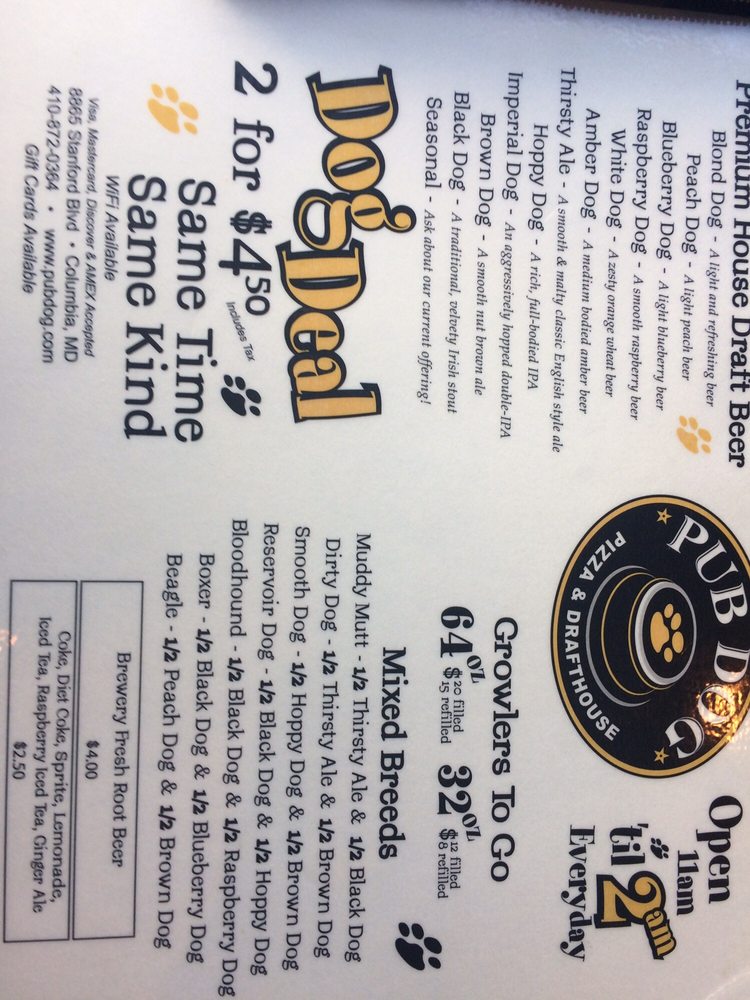 Premium House Draft Beer
Blond Dog - A light and refreshing beer
Peach Dog - A light peach beer
Blueberry Dog - A light blueberry beer
Raspberry Dog - A smooth raspberry beer
White Dog - A zesty orange wheat beer
Amber Dog - A medium bodied amber beer
Thirsty Ale - A smooth & malty classic English style ale
Hoppy Dog - A rich, full-bodied IPA
Imperial Dog - An aggressively hopped double-IPA
Brown Dog - A smooth nut brown ale
Black Dog - A traditional, velvety Irish stout
Seasonal - Ask about our current offering!
Dog Deal
2 for $4.50
Includes Tax
Same Time
Same Kind
WiFi Available
Visa, Mastercard, Discover & AMEX Accepted
8865 Stanford Blvd • Columbia, MD
410-872-0364 • www.pubdog.com
Gift Cards Available
PUB DOG
PIZZA & DRAFTHOUSE
Open
11am
'til 2am
Everyday
Growlers To Go
64 OZ $20 filled
15 refilled
32 OZ $12 filled
$8 refilled
Mixed Breeds
Muddy Mutt - 1/2 Thirsty Ale & 1/2 Black Dog
Dirty Dog - 1/2 Thirsty Ale & 1/2 Brown Dog
Smooth Dog - 1/2 Hoppy Dog & 1/2 Brown Dog
Reservoir Dog - 1/2 Black Dog & 1/2 Hoppy Dog
Bloodhound - 1/2 Black Dog & 1/2 Raspberry Dog
Boxer - 1/2 Black Dog & 1/2 Blueberry Dog
Beagle - 1/2 Peach Dog & 1/2 Brown Dog
Brewery Fresh Root Beer
$4.00
Coke, Diet Coke, Sprite, Lemonade,
Iced Tea, Raspberry Iced Tea, Ginger Ale
$2.50